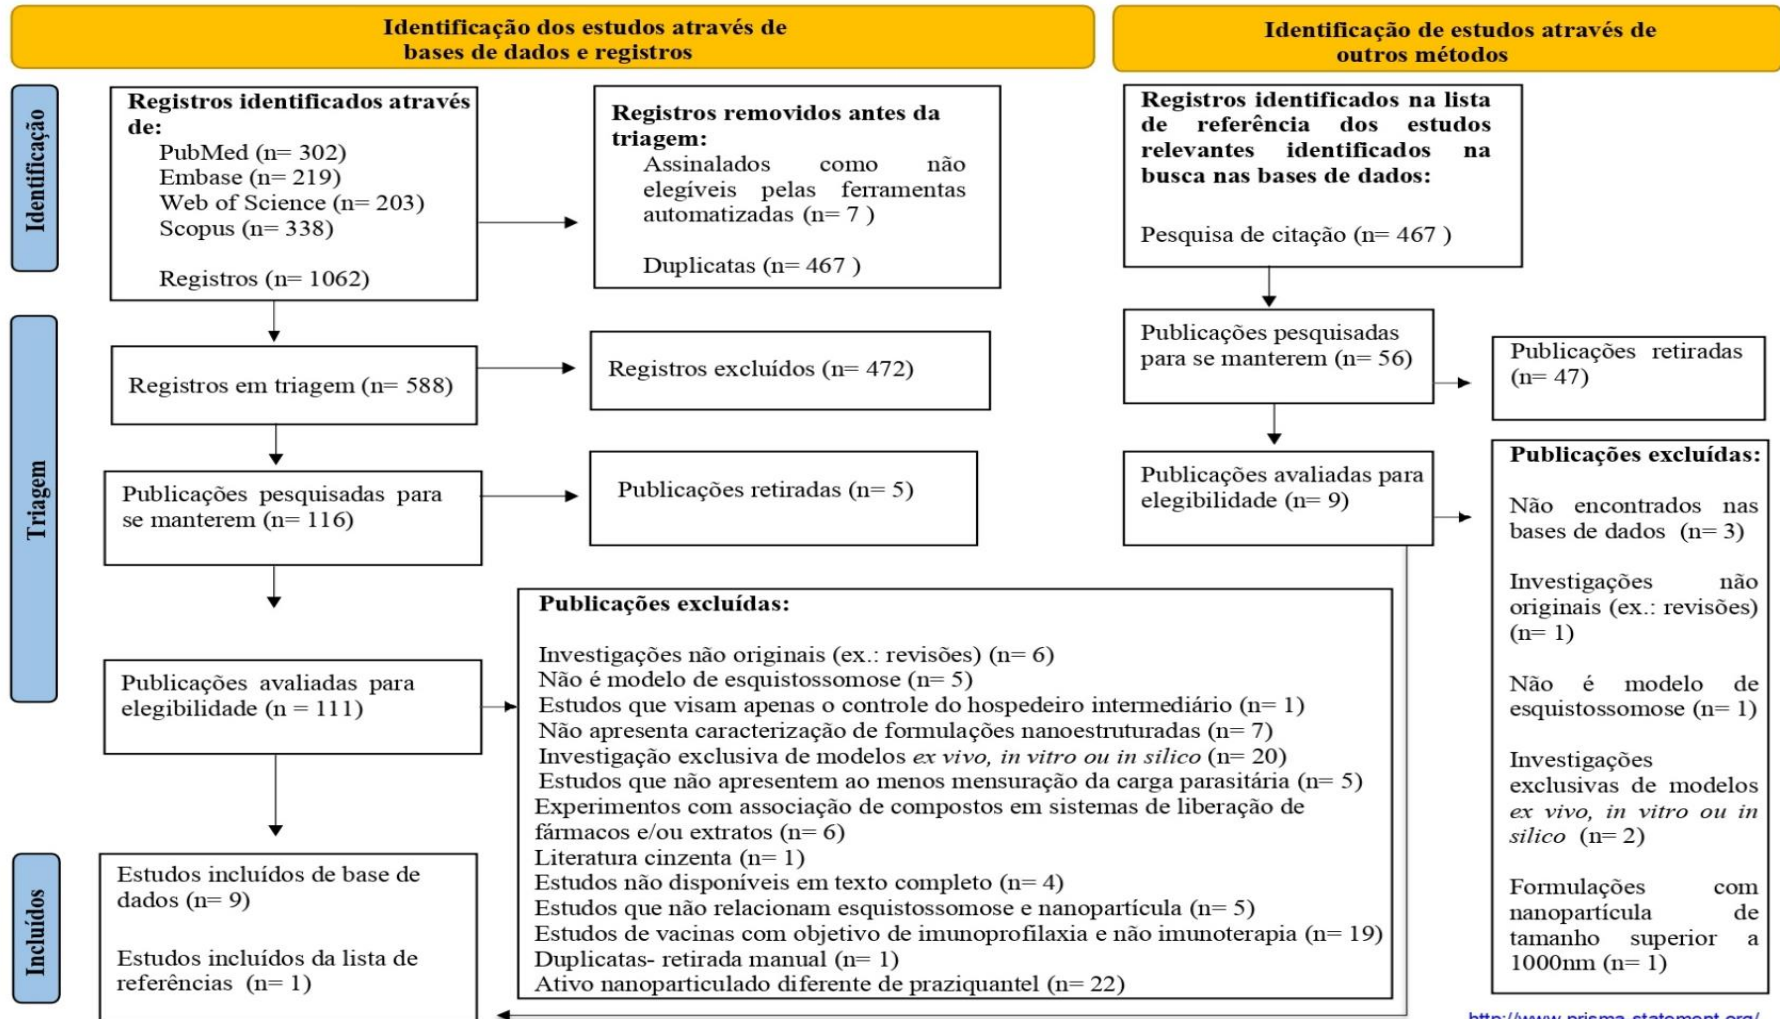 Identificação dos estudos através de
bases de dados e registros
Identificação de estudos através de
outros métodos
Identificação
Registros identificados através
de:
PubMed (n= 302)
Embase (n= 219)
Web of Science (n= 203)
Scopus (n= 338)
Registros (n= 1062)
Registros removidos antes da
triagem:
Assinalados como não
elegíveis pelas ferramentas
automatizadas (n= 7 )
Duplicatas (n= 467 )
Registros identificados na lista
de referência dos estudos
relevantes identificados na
busca nas bases de dados:
Pesquisa de citação (n= 467 )
Triagem
Registros em triagem (n= 588)
Registros excluídos (n= 472)
Publicações pesquisadas
para se manterem (n= 56)
Publicações retiradas
(n= 47)
Publicações pesquisadas para
se manterem (n= 116)
Publicações retiradas (n= 5)
Publicações avaliadas para
elegibilidade (n= 9)
Publicações excluídas:
Não encontrados nas
bases de dados (n= 3)
Investigações não
originais (ex.: revisões)
(n= 1)
Não é modelo de
esquistossomose (n= 1)
Investigações
exclusivas de modelos
ex vivo, in vitro ou in
silico (n= 2)
Formulações com
nanopartícula de
tamanho superior a
1000nm (n= 1)
Publicações avaliadas para
elegibilidade (n = 111)
Publicações excluídas:
Investigações não originais (ex.: revisões) (n= 6)
Não é modelo de esquistossomose (n= 5)
Estudos que visam apenas o controle do hospedeiro intermediário (n= 1)
Não apresenta caracterização de formulações nanoestruturadas (n= 7)
Investigação exclusiva de modelos ex vivo, in vitro ou in silico (n= 20)
Estudos que não apresentem ao menos mensuração da carga parasitária (n= 5)
Experimentos com associação de compostos em sistemas de liberação de
fármacos e/ou extratos (n= 6)
Literatura cinzenta (n= 1)
Estudos não disponíveis em texto completo (n= 4)
Estudos que não relacionam esquistossomose e nanopartícula (n= 5)
Estudos de vacinas com objetivo de imunoprofilaxia e não imunoterapia (n= 19)
Duplicatas- retirada manual (n= 1)
Ativo nanoparticulado diferente de praziquantel (n= 22)
Incluídos
Estudos incluídos de base de
dados (n= 9)
Estudos incluídos da lista de
referências (n= 1)
http://www.prisma-statement.org/